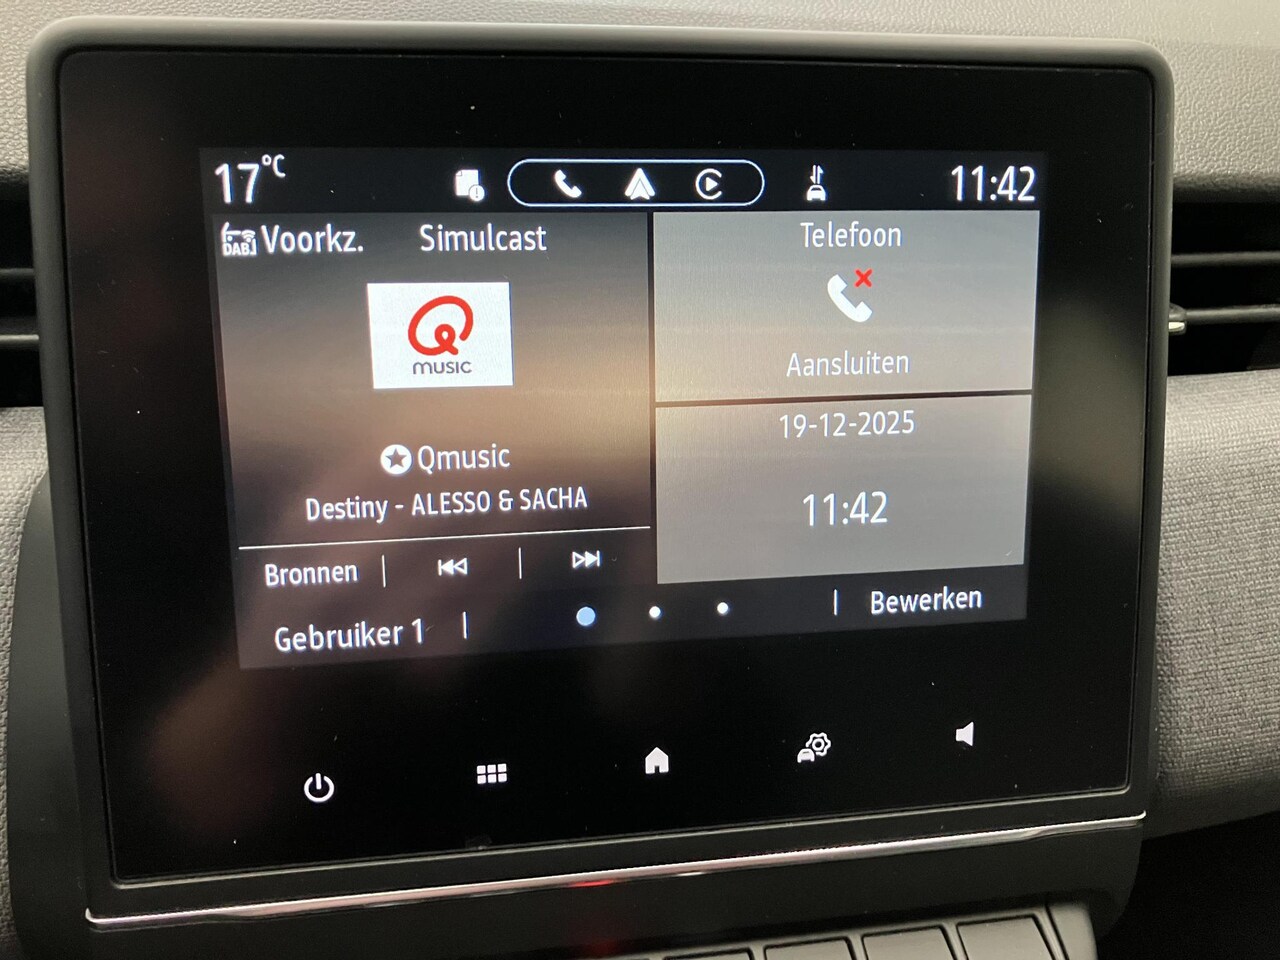 17°C
11:42
DAB Voorkz.
Simulcast
Q
MUSIC
Qmusic
Destiny - ALESSO & SACHA
Bronnen
Gebruiker 1
Telefoon
Aansluiten
19-12-2025
11:42
Bewerken